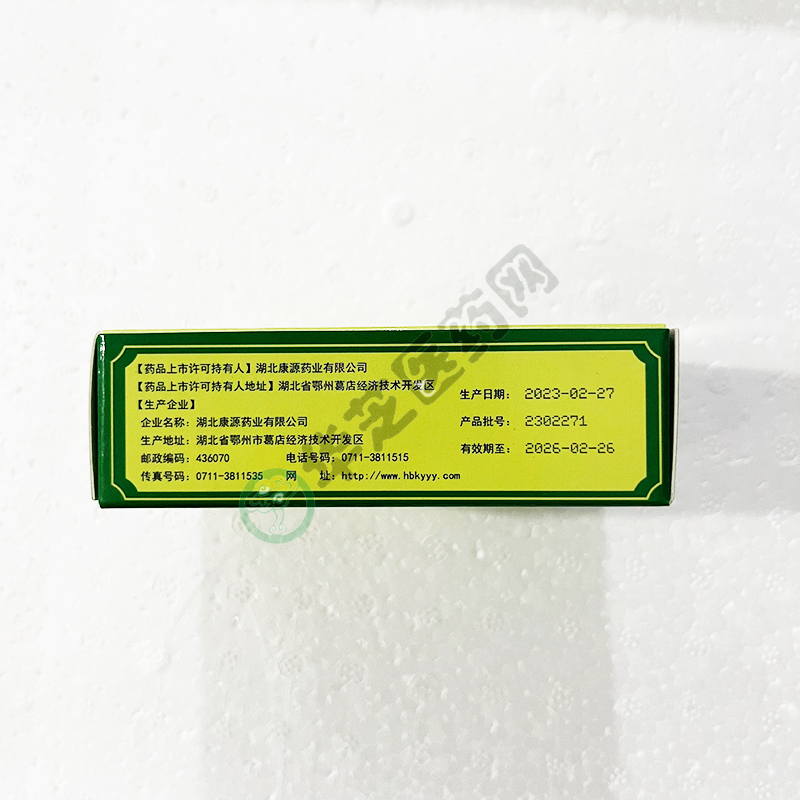 【药品上市许可持有人】湖北康源药业有限公司
【药品上市许可持有人地址】湖北省鄂州葛店经济技术开发区
【生产企业】
企业名称：湖北康源药业有限公司
生产地址：湖北省鄂州市葛店经济技术开发区
邮政编码：436070 电话号码：0711-3811515
传真号码：0711-3811535 网 址：http://www.hbkyyy.com
生产日期：2023-02-27
产品批号：2302271
有效期至：2026-02-26
华芝医药网